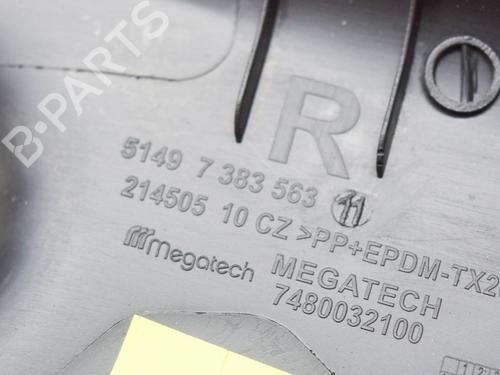 B-PARTS
R
5149 7 383 563 11
214505 10 CZ >PP+EPDM-TX2
Megatech MEGATECH
7480032100